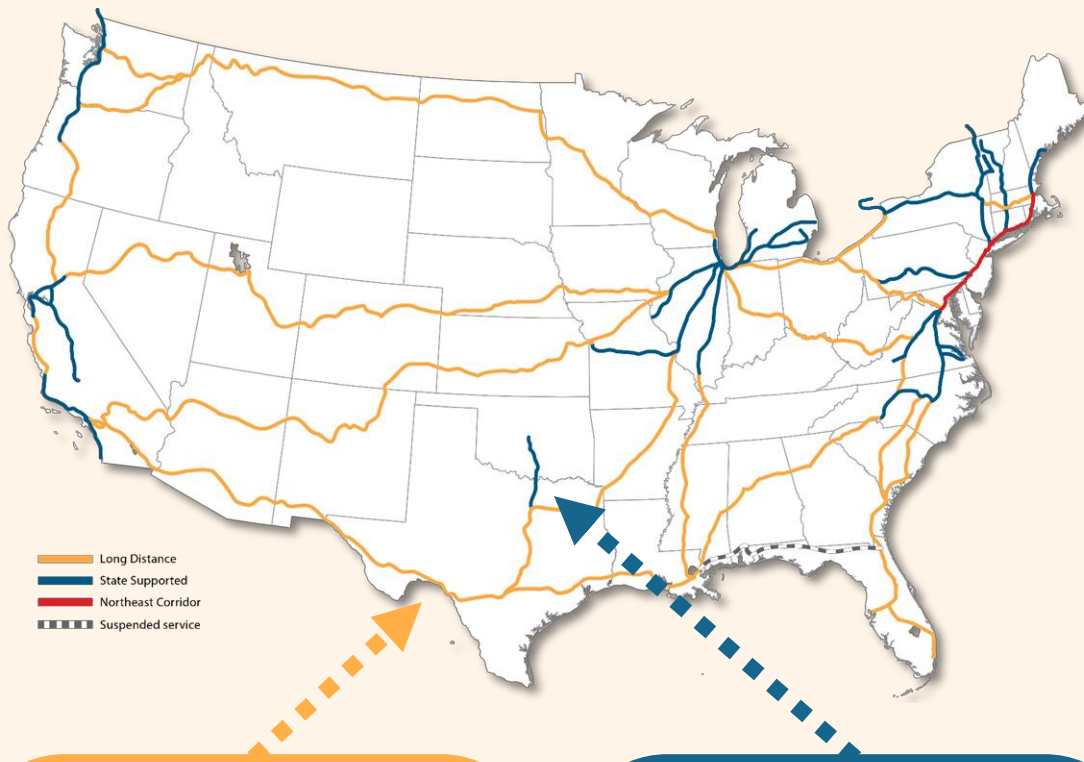 Long Distance
State Supported
Northeast Corridor
Suspended service